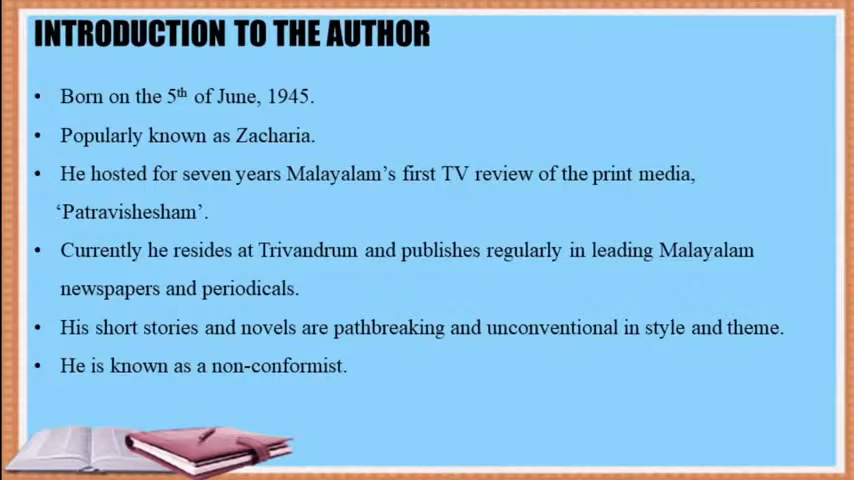 INTRODUCTION TO THE AUTHOR
• Born on the 5th of June, 1945.
• Popularly known as Zacharia.
• He hosted for seven years Malayalam’s first TV review of the print media,
‘Patravishesham’.
• Currently he resides at Trivandrum and publishes regularly in leading Malayalam
newspapers and periodicals.
• His short stories and novels are pathbreaking and unconventional in style and theme.
• He is known as a non-conformist.